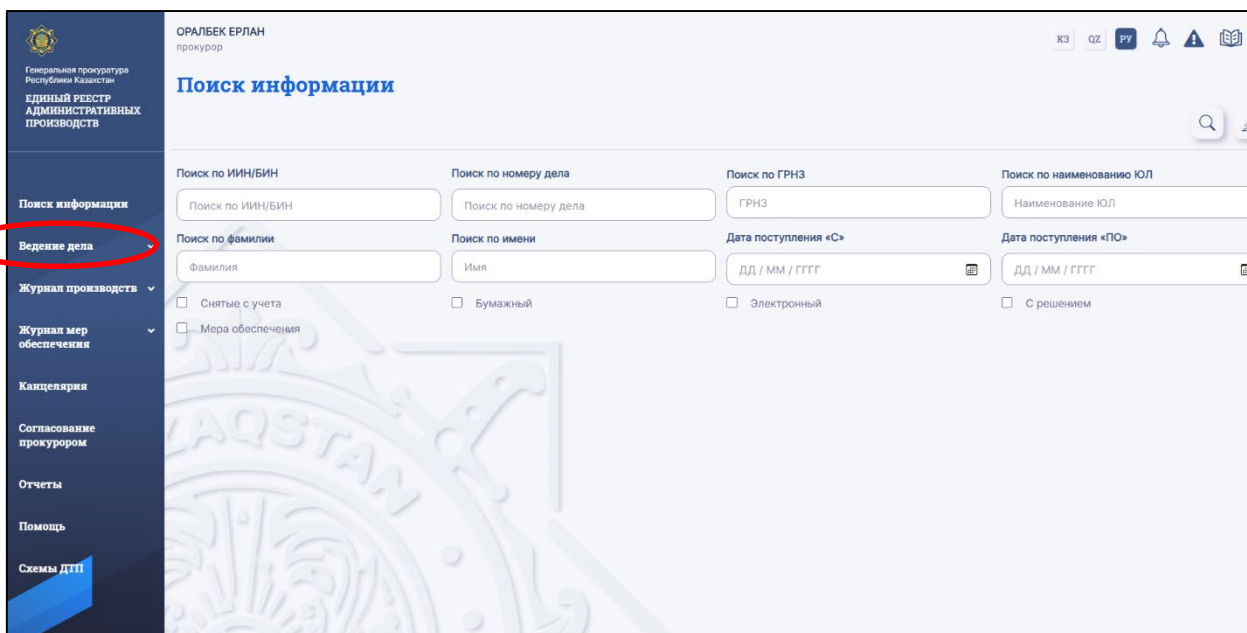 Генеральная прокуратура
Республики Казахстан
ЕДИНЫЙ РЕЕСТР
АДМИНИСТРАТИВНЫХ
ПРОИЗВОДСТВ
Поиск информации
Ведение дела
Журнал производств
Журнал мер
обеспечения
Канцелярия
Согласование
прокурором
Отчеты
Помощь
Схемы ДТП
ОРАЛБЕК ЕРЛАН
прокурор
КЗ QZ РУ
Поиск информации
Поиск по ИИН/БИН Поиск по номеру дела Поиск по ГРНЗ Поиск по наименованию ЮЛ
Поиск по ИИН/БИН Поиск по номеру дела ГРНЗ Наименование ЮЛ
Поиск по фамилии Поиск по имени Дата поступления «С» Дата поступления «ПО»
Фамилия Имя ДД / ММ / ГГГГ ДД / ММ / ГГГГ
Снятые с учета Бумажный Электронный С решением
Мера обеспечения
QAZAQSTAN